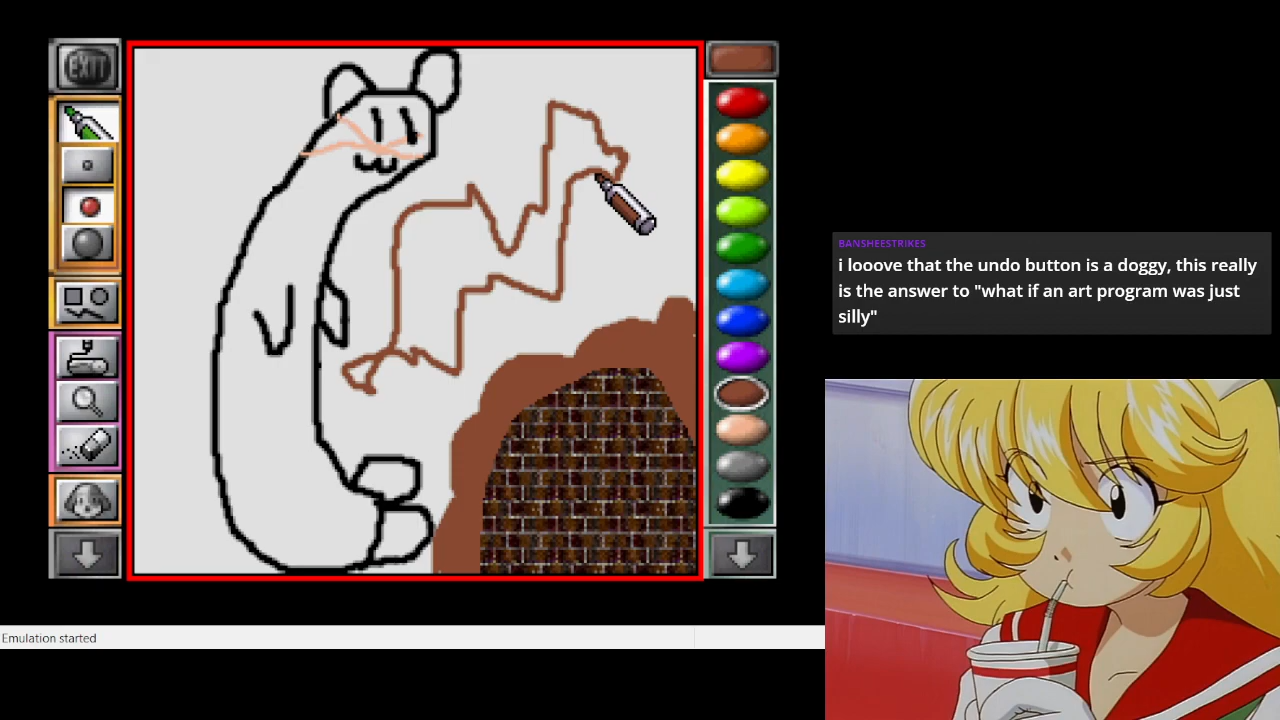 EXIT
BANSHEESTRIKES
i looove that the undo button is a doggy, this really
is the answer to "what if an art program was just
silly"
Emulation started